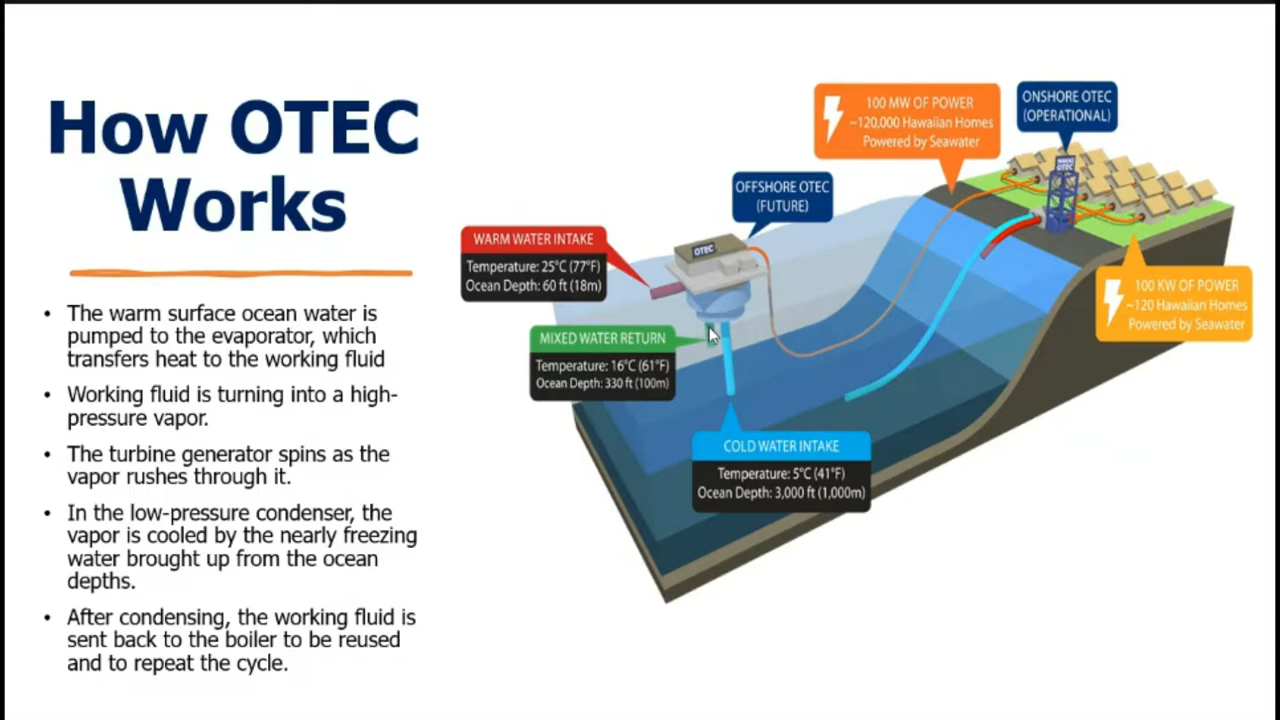 How OTEC
Works
• The warm surface ocean water is
pumped to the evaporator, which
transfers heat to the working fluid
• Working fluid is turning into a high-
pressure vapor.
• The turbine generator spins as the
vapor rushes through it.
• In the low-pressure condenser, the
vapor is cooled by the nearly freezing
water brought up from the ocean
depths.
• After condensing, the working fluid is
sent back to the boiler to be reused
and to repeat the cycle.
100 MW OF POWER
~120,000 Hawaiian Homes
Powered by Seawater
ONSHORE OTEC
(OPERATIONAL)
OFFSHORE OTEC
(FUTURE)
WARM WATER INTAKE
Temperature: 25°C (77°F)
Ocean Depth: 60 ft (18m)
OTEC
MAKAI
OTEC
100 KW OF POWER
~120 Hawaiian Homes
Powered by Seawater
MIXED WATER RETURN
Temperature: 16°C (61°F)
Ocean Depth: 330 ft (100m)
COLD WATER INTAKE
Temperature: 5°C (41°F)
Ocean Depth: 3,000 ft (1,000m)